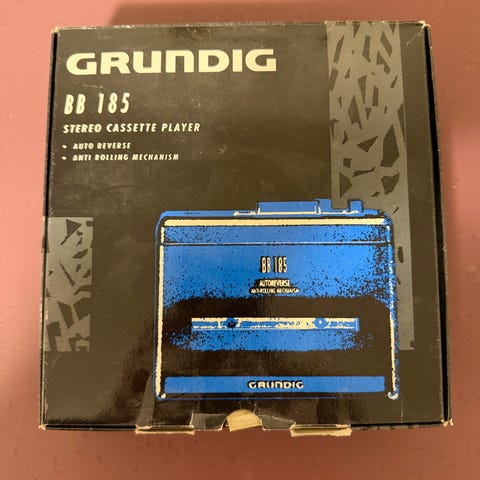 GRUNDIG
BB 185
STEREO CASSETTE PLAYER
- AUTO REVERSE
- ANTI ROLLING MECHANISM
BB 185
AUTOREVERSE
ANTI-ROLLING MECHANISM
GRUNDIG